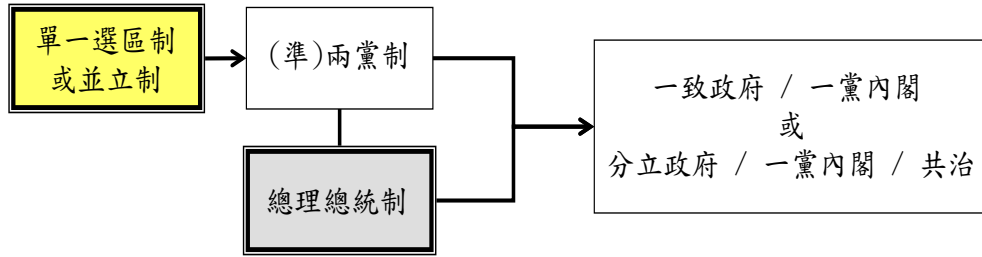 單一選區制
或並立制
(準)兩黨制
總理總統制
一致政府 / 一黨內閣
或
分立政府 / 一黨內閣 / 共治